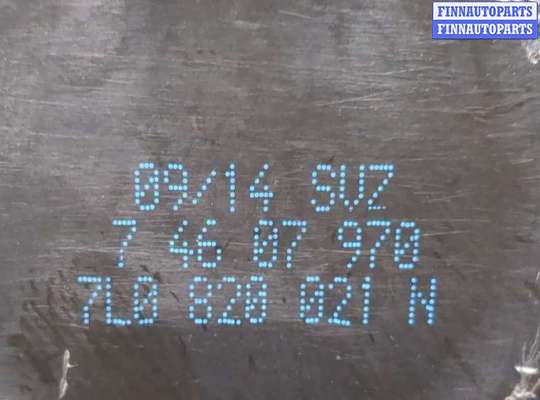 FINNAUTOPARTS
FINNAUTOPARTS
09/14 SVZ
7 46 07 970
7L0 820 021 N